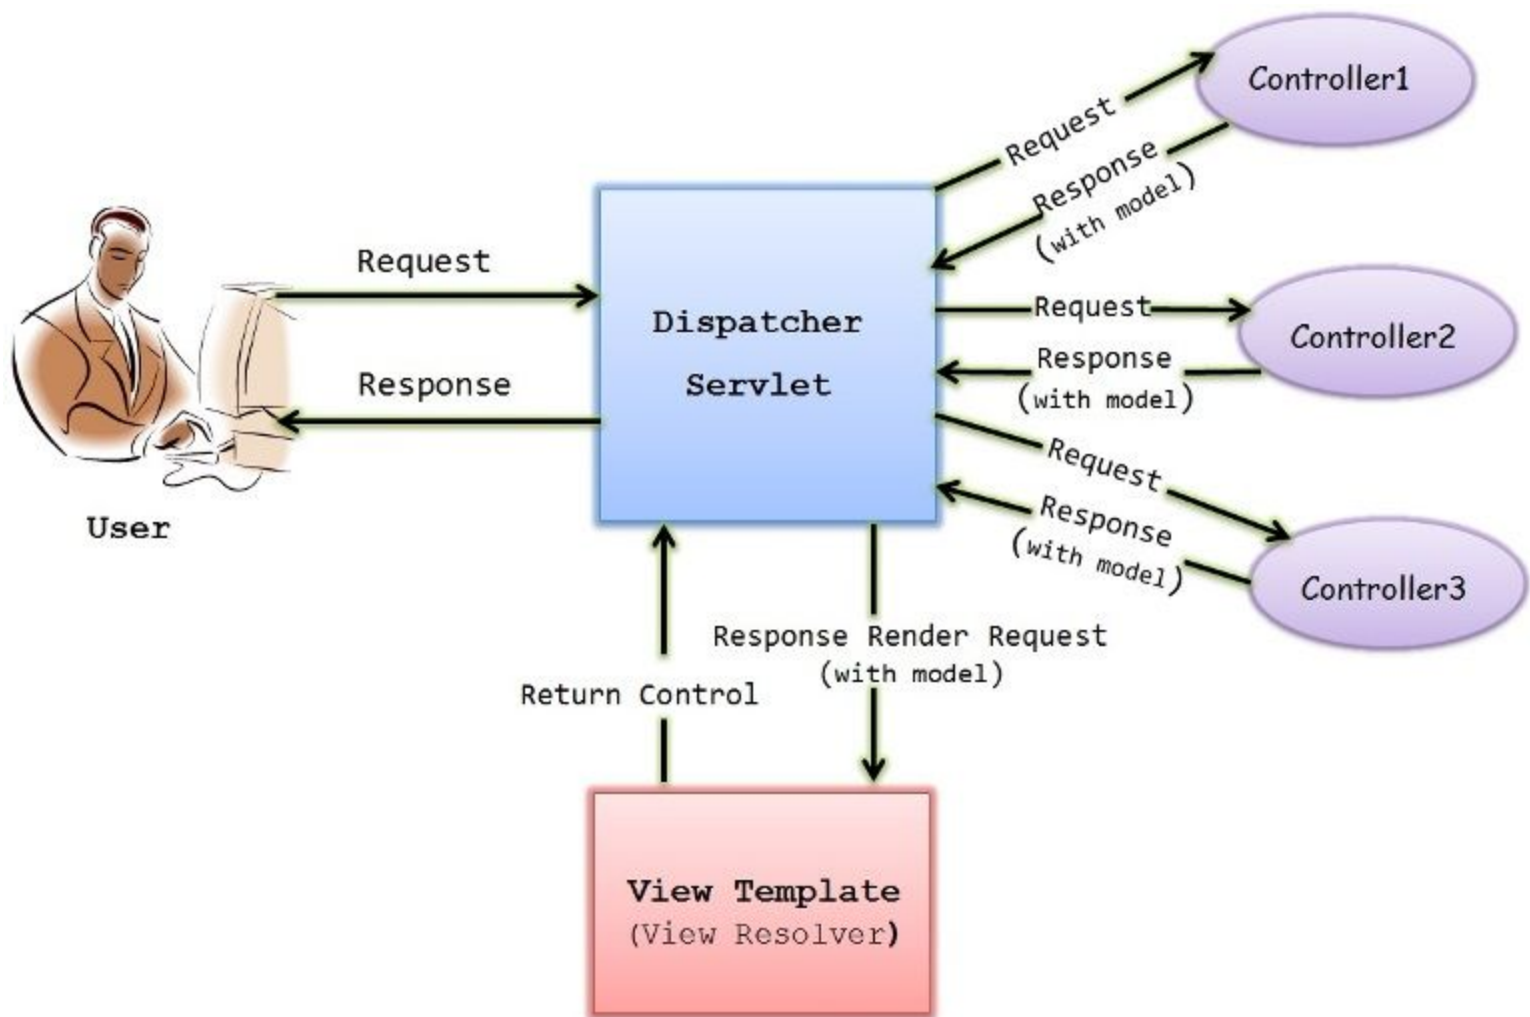 Controller1
Request
Response
(with model)
Request
Response
User
Dispatcher
Servlet
Request
Response
(with model)
Controller2
Request
Response
(with model)
Controller3
Response Render Request
(with model)
Return Control
View Template
(View Resolver)